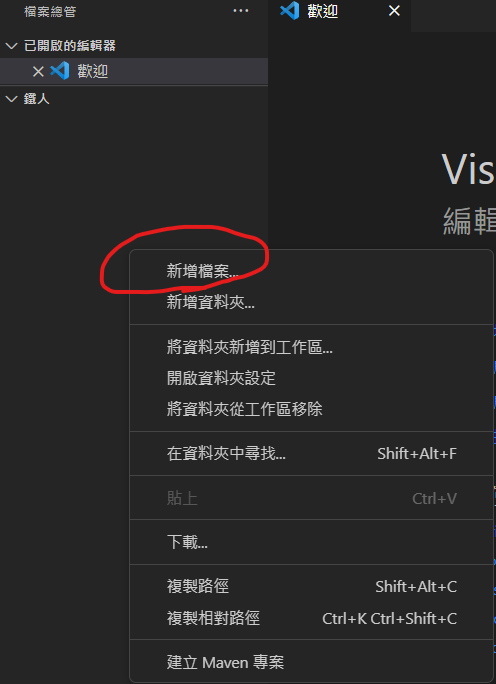 檔案總管 ...
已開啟的編輯器
歡迎
鐵人
歡迎
Vis
編輯
新增檔案...
新增資料夾...
將資料夾新增到工作區...
開啟資料夾設定
將資料夾從工作區移除
在資料夾中尋找... Shift+Alt+F
貼上 Ctrl+V
下載...
複製路徑 Shift+Alt+C
複製相對路徑 Ctrl+K Ctrl+Shift+C
建立 Maven 專案